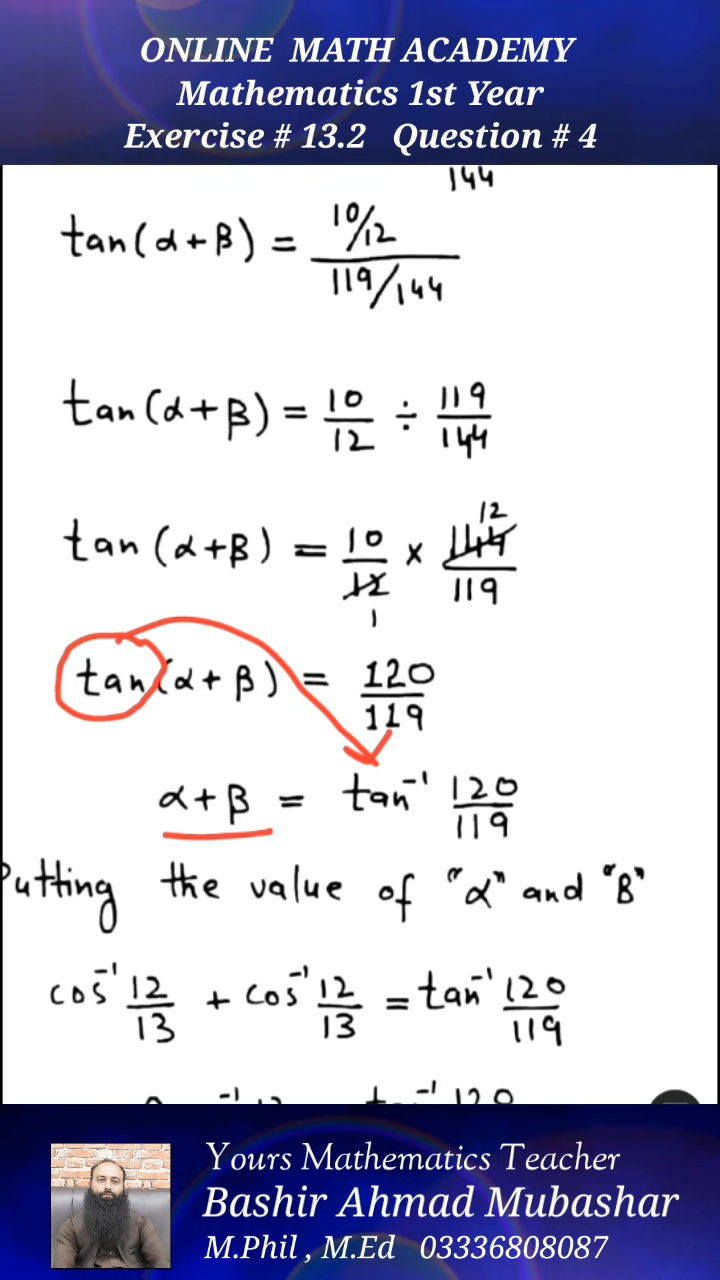 ONLINE MATH ACADEMY
Mathematics 1st Year
Exercise # 13.2 Question # 4
144
tan(α+β) = 10/12 / 119/144
tan(α+β) = 10/12 ÷ 119/144
12
tan(α+β) = 10/12 × 144/119
1
tan(α+β) = 120/119
α+β = tan⁻¹ 120/119
Putting the value of "α" and "β"
cos⁻¹ 12/13 + cos⁻¹ 12/13 = tan⁻¹ 120/119
Yours Mathematics Teacher
Bashir Ahmad Mubashar
M.Phil , M.Ed 03336808087